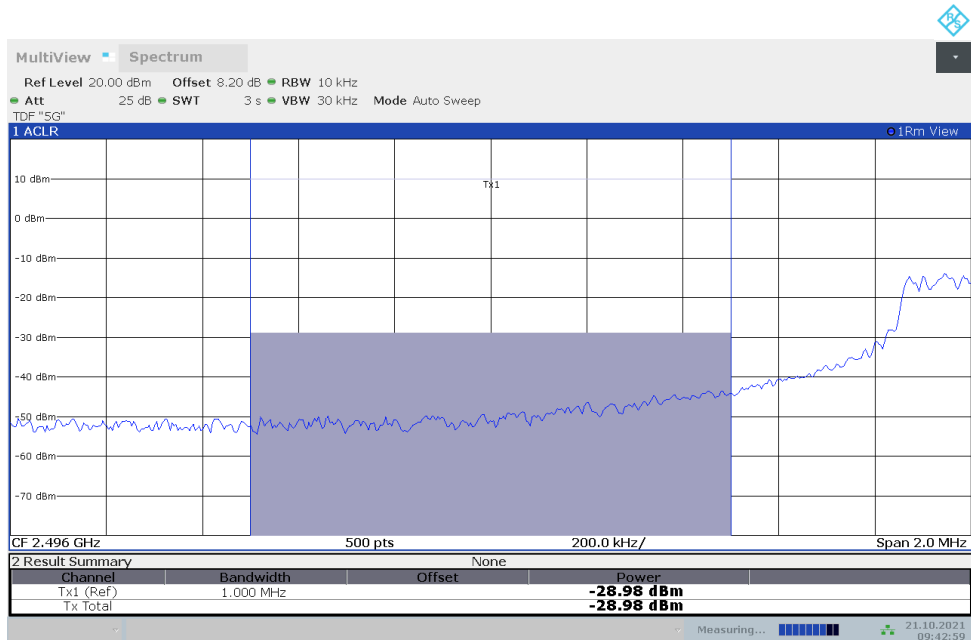 R&S
MultiView Spectrum
Ref Level 20.00 dBm Offset 8.20 dB RBW 10 kHz
Att 25 dB SWT 3 s VBW 30 kHz Mode Auto Sweep
TDF "5G"
1 ACLR 1Rm View
Tx1
10 dBm
0 dBm
-10 dBm
-20 dBm
-30 dBm
-40 dBm
-50 dBm
-60 dBm
-70 dBm
CF 2.496 GHz 500 pts 200.0 kHz/ Span 2.0 MHz
2 Result Summary None
Channel Bandwidth Offset Power
Tx1 (Ref) 1.000 MHz -28.98 dBm
Tx Total -28.98 dBm
Measuring... 21.10.2021
09:42:59